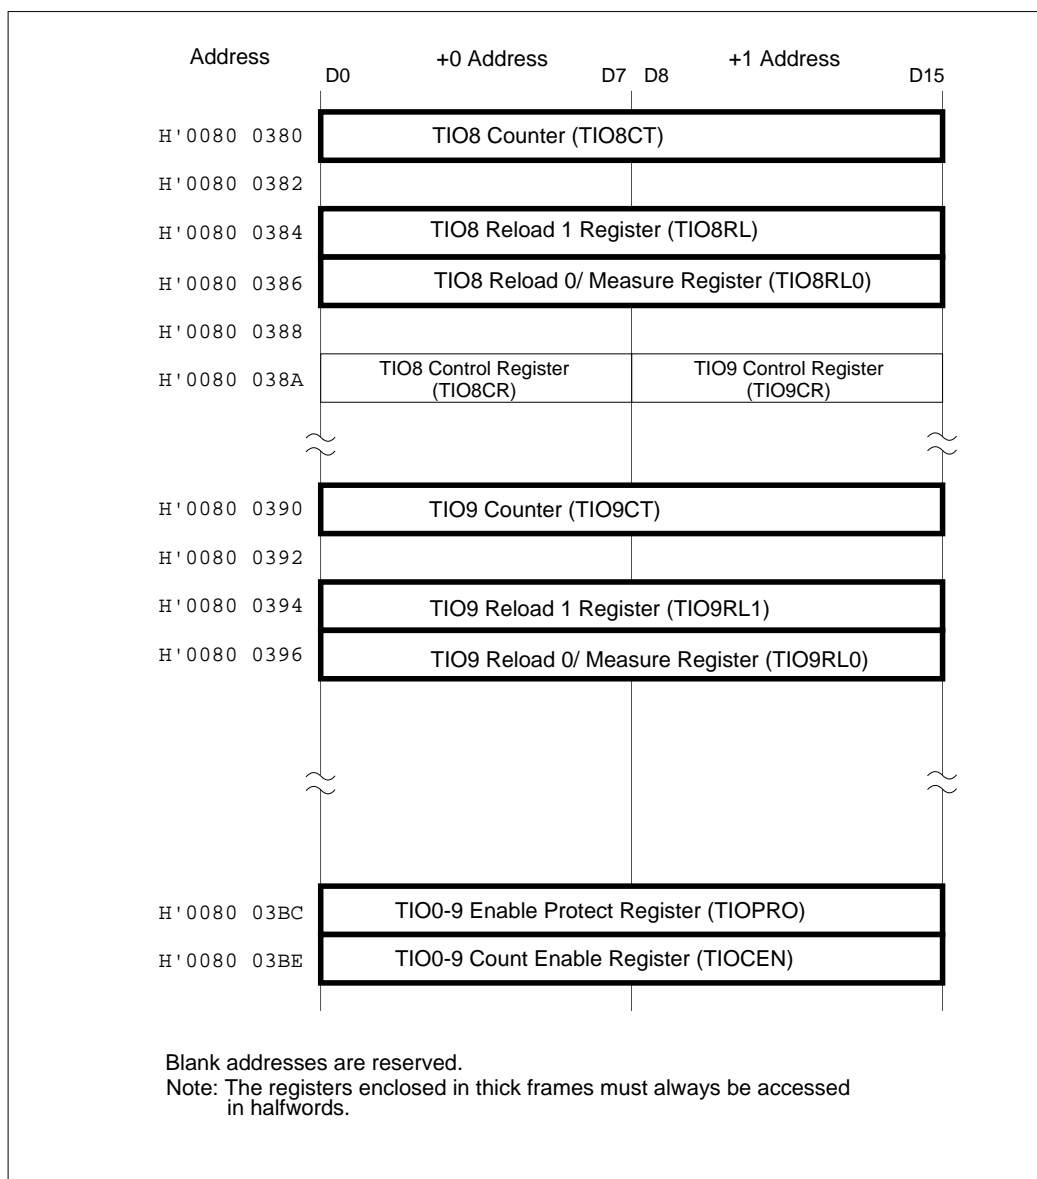 Address +0 Address +1 Address
D0 D7 D8 D15
H'0080 0380 TIO8 Counter (TIO8CT)
H'0080 0382
H'0080 0384 TIO8 Reload 1 Register (TIO8RL)
H'0080 0386 TIO8 Reload 0/ Measure Register (TIO8RL0)
H'0080 0388
H'0080 038A TIO8 Control Register (TIO8CR) TIO9 Control Register (TIO9CR)
H'0080 0390 TIO9 Counter (TIO9CT)
H'0080 0392
H'0080 0394 TIO9 Reload 1 Register (TIO9RL1)
H'0080 0396 TIO9 Reload 0/ Measure Register (TIO9RL0)
H'0080 03BC TIO0-9 Enable Protect Register (TIOPRO)
H'0080 03BE TIO0-9 Count Enable Register (TIOCEN)
Blank addresses are reserved.
Note: The registers enclosed in thick frames must always be accessed
in halfwords.